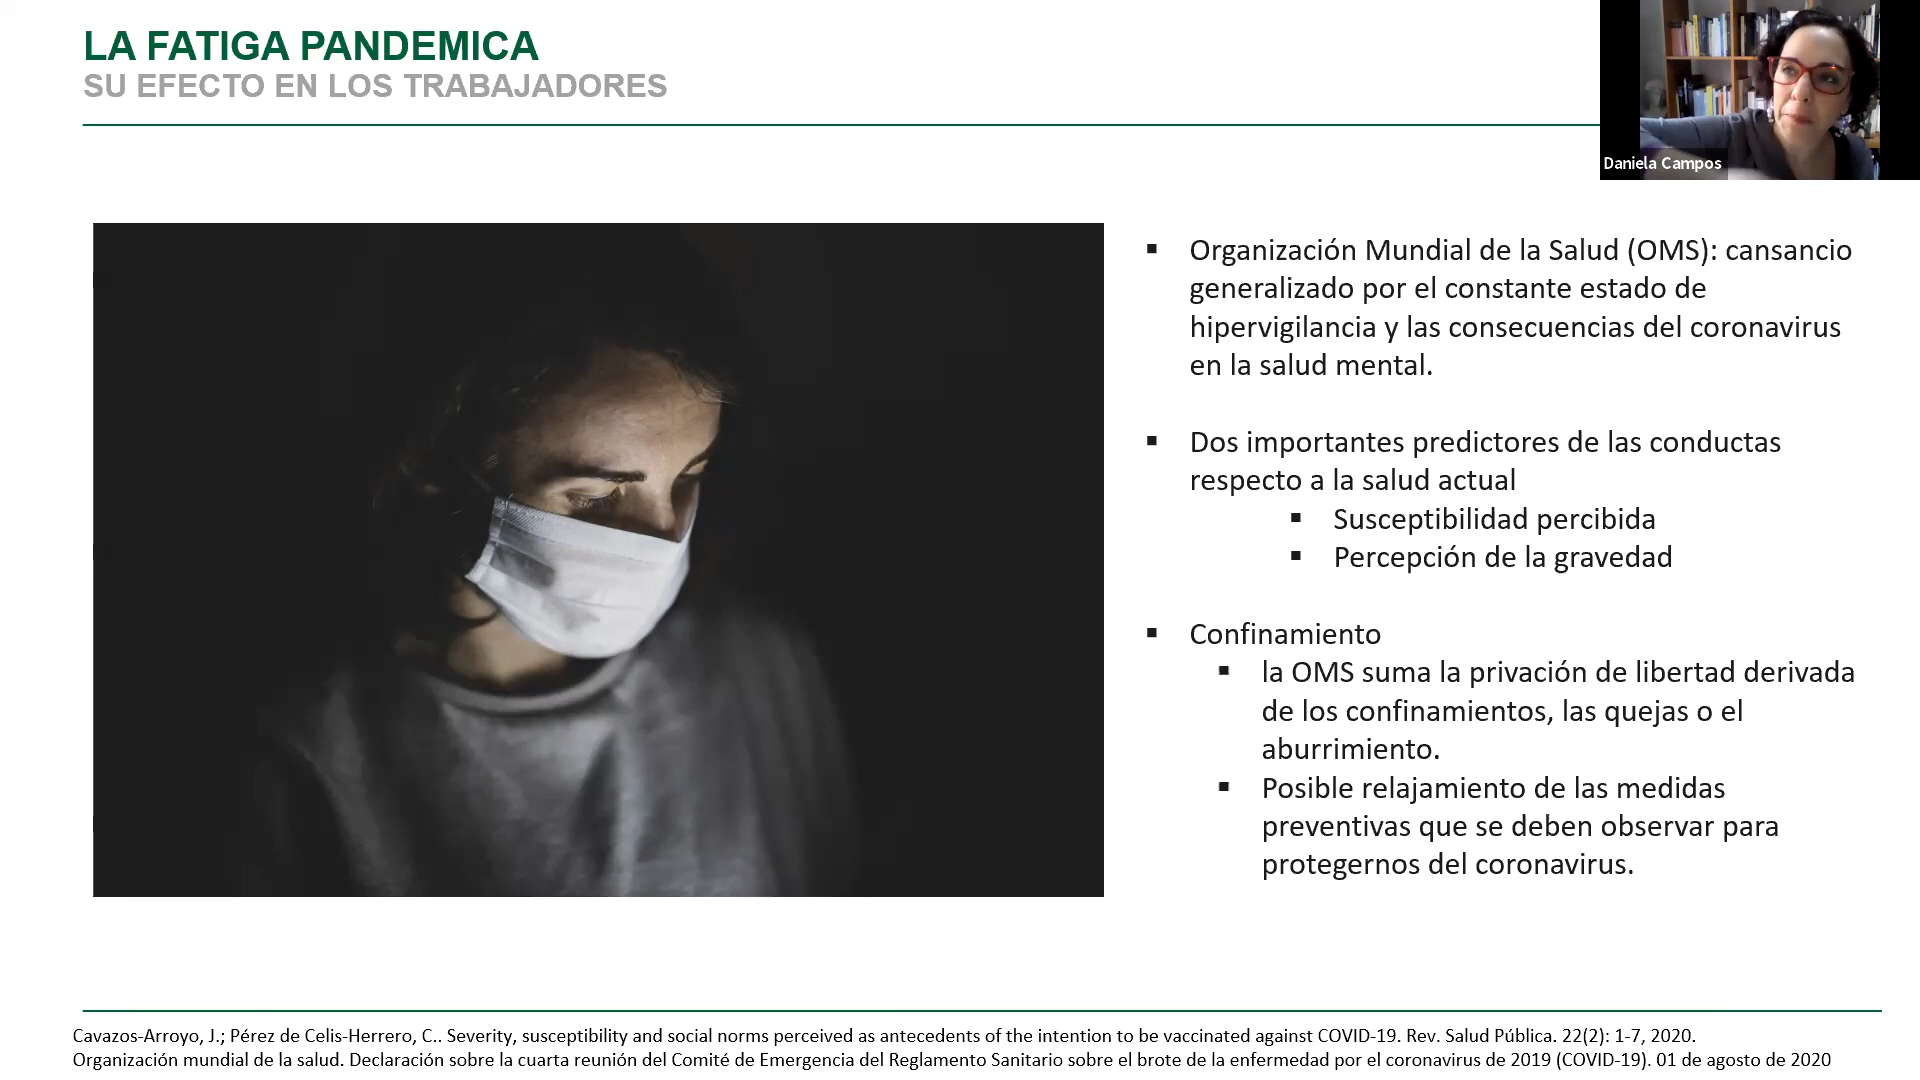 LA FATIGA PANDEMICA
SU EFECTO EN LOS TRABAJADORES
Daniela Campos
▪ Organización Mundial de la Salud (OMS): cansancio
generalizado por el constante estado de
hipervigilancia y las consecuencias del coronavirus
en la salud mental.
▪ Dos importantes predictores de las conductas
respecto a la salud actual
▪ Susceptibilidad percibida
▪ Percepción de la gravedad
▪ Confinamiento
▪ la OMS suma la privación de libertad derivada
de los confinamientos, las quejas o el
aburrimiento.
▪ Posible relajamiento de las medidas
preventivas que se deben observar para
protegernos del coronavirus.
Cavazos-Arroyo, J.; Pérez de Celis-Herrero, C.. Severity, susceptibility and social norms perceived as antecedents of the intention to be vaccinated against COVID-19. Rev. Salud Pública. 22(2): 1-7, 2020.
Organización mundial de la salud. Declaración sobre la cuarta reunión del Comité de Emergencia del Reglamento Sanitario sobre el brote de la enfermedad por el coronavirus de 2019 (COVID-19). 01 de agosto de 2020